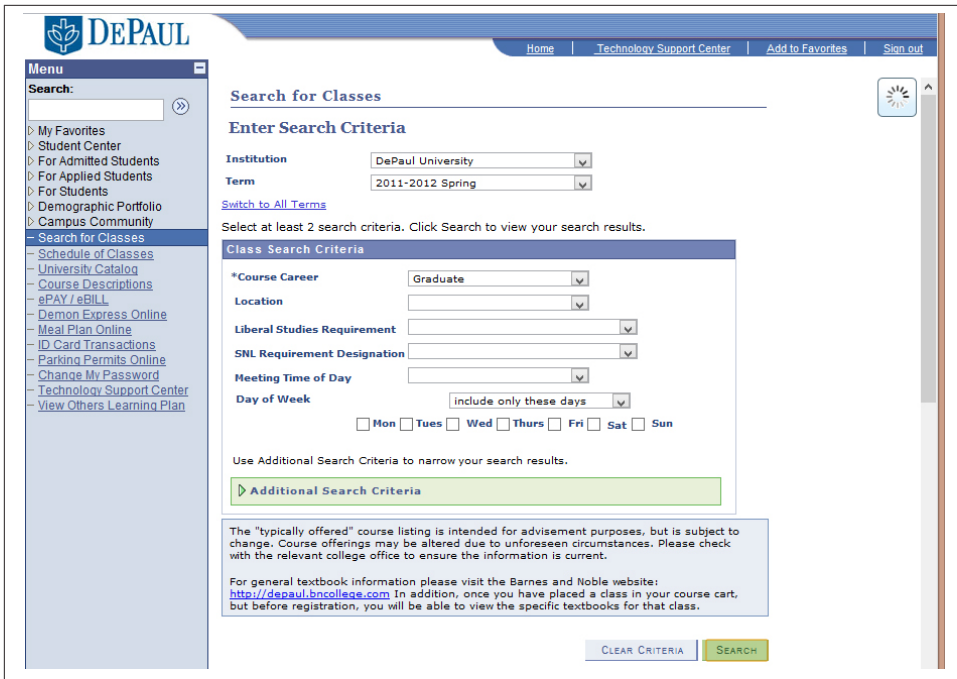 DEPAUL
Home | Technology Support Center | Add to Favorites | Sign out
Menu
Search:
My Favorites
Student Center
For Admitted Students
For Applied Students
For Students
Demographic Portfolio
Campus Community
– Search for Classes
– Schedule of Classes
– University Catalog
– Course Descriptions
– ePAY / eBILL
– Demon Express Online
– Meal Plan Online
– ID Card Transactions
– Parking Permits Online
– Change My Password
– Technology Support Center
– View Others Learning Plan
Search for Classes
Enter Search Criteria
Institution DePaul University
Term 2011-2012 Spring
Switch to All Terms
Select at least 2 search criteria. Click Search to view your search results.
Class Search Criteria
*Course Career Graduate
Location
Liberal Studies Requirement
SNL Requirement Designation
Meeting Time of Day
Day of Week include only these days
Mon Tues Wed Thurs Fri Sat Sun
Use Additional Search Criteria to narrow your search results.
Additional Search Criteria
The "typically offered" course listing is intended for advisement purposes, but is subject to
change. Course offerings may be altered due to unforeseen circumstances. Please check
with the relevant college office to ensure the information is current.
For general textbook information please visit the Barnes and Noble website:
http://depaul.bncollege.com In addition, once you have placed a class in your course cart,
but before registration, you will be able to view the specific textbooks for that class.
CLEAR CRITERIA SEARCH